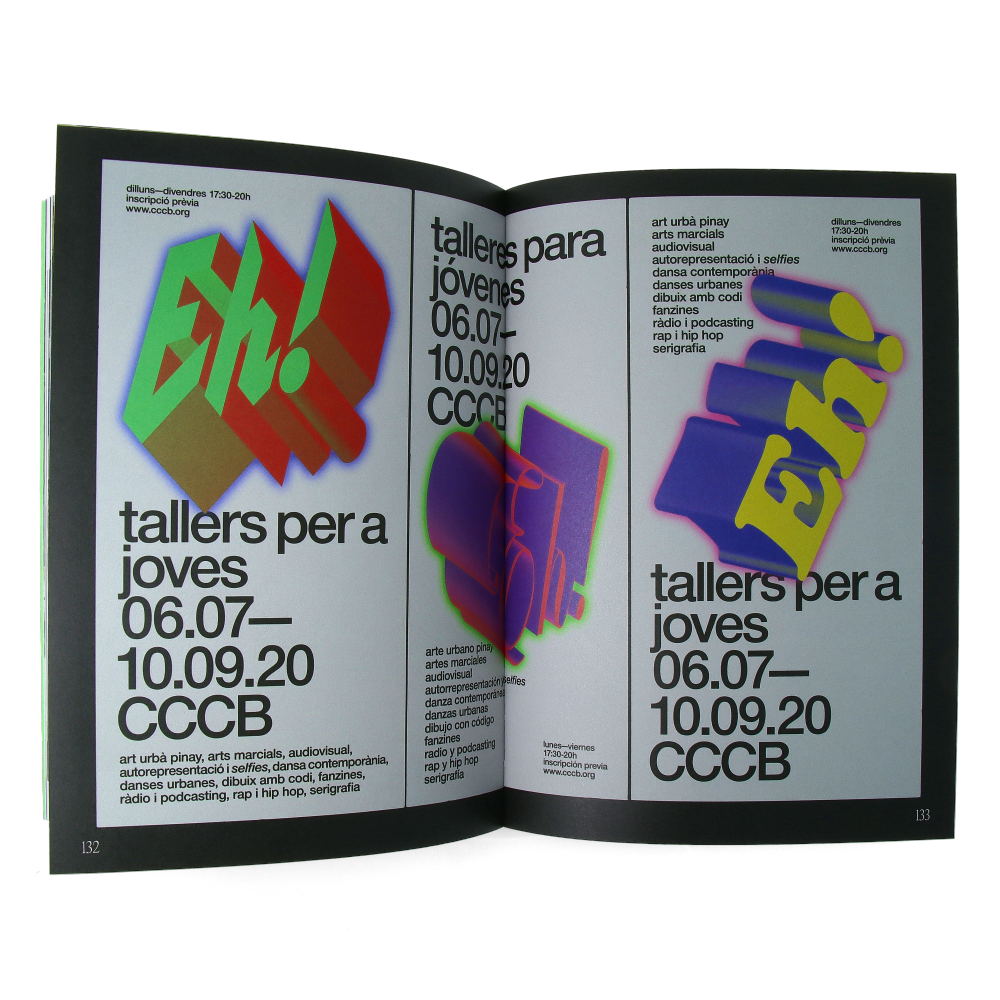 dilluns—divendres 17:30-20h
inscripció prèvia
www.cccb.org
Eh!
tallers per a
joves
06.07—
10.09.20
CCCB
art urbà pinay, arts marcials, audiovisual,
autorepresentació i selfies, dansa contemporània,
danses urbanes, dibuix amb codi, fanzines,
ràdio i podcasting, rap i hip hop, serigrafia
132
talleres para
jóvenes
06.07—
10.09.20
CCCB
Eh!
arte urbano pinay
artes marciales
audiovisual
autorrepresentación y selfies
danza contemporánea
danzas urbanas
dibujo con código
fanzines
radio y podcasting
rap y hip hop
serigrafía
lunes—viernes
17:30-20h
inscripción previa
www.cccb.org
art urbà pinay
arts marcials
audiovisual
autorepresentació i selfies
dansa contemporània
danses urbanes
dibuix amb codi
fanzines
ràdio i podcasting
rap i hip hop
serigrafia
dilluns—divendres
17:30-20h
inscripció prèvia
www.cccb.org
Eh!
tallers per a
joves
06.07—
10.09.20
CCCB
133